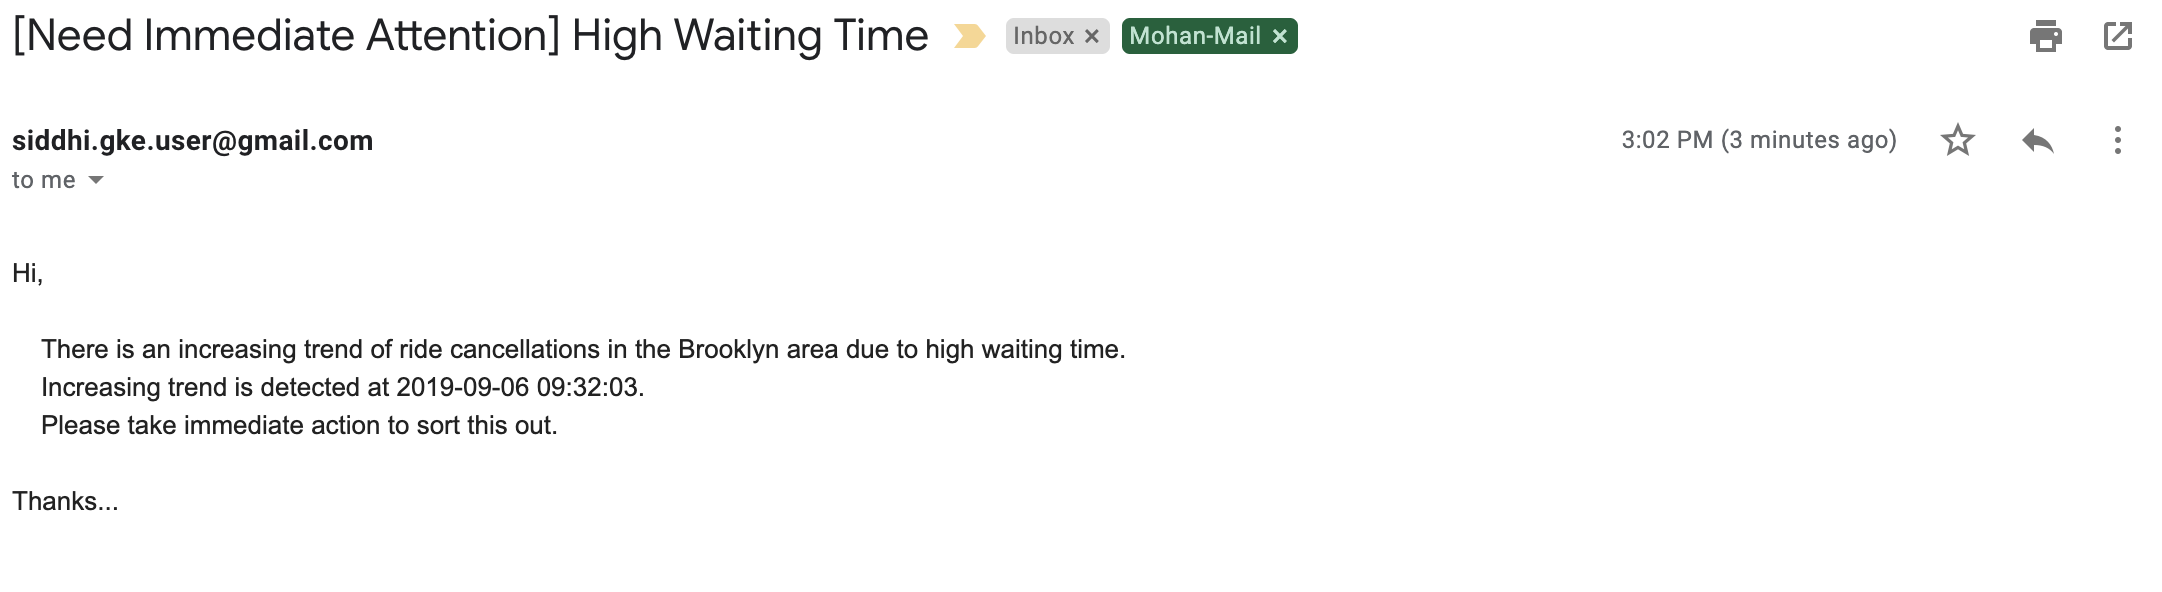 [Need Immediate Attention] High Waiting Time Inbox × Mohan-Mail ×
siddhi.gke.user@gmail.com 3:02 PM (3 minutes ago)
to me
Hi,
There is an increasing trend of ride cancellations in the Brooklyn area due to high waiting time.
Increasing trend is detected at 2019-09-06 09:32:03.
Please take immediate action to sort this out.
Thanks...